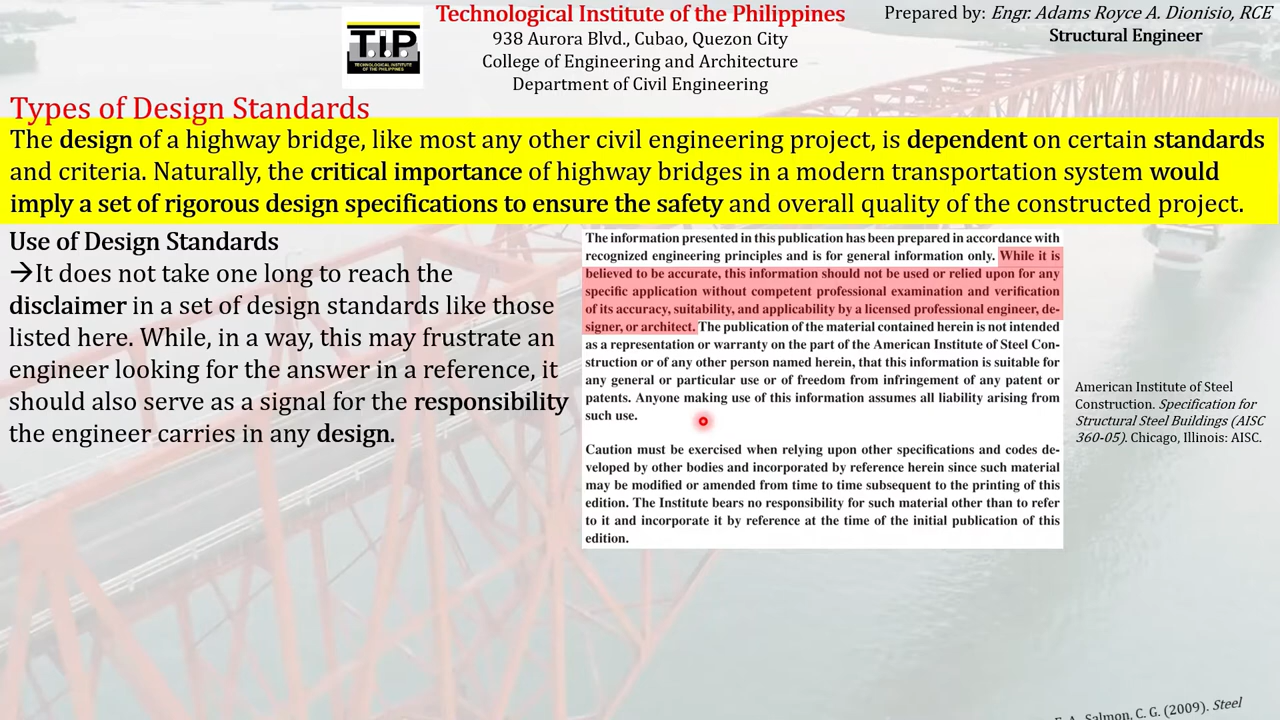 Technological Institute of the Philippines
938 Aurora Blvd., Cubao, Quezon City
College of Engineering and Architecture
Department of Civil Engineering
Prepared by: Engr. Adams Royce A. Dionisio, RCE
Structural Engineer
T.I.P
TECHNOLOGICAL INSTITUTE
OF THE PHILIPPINES
Types of Design Standards
The design of a highway bridge, like most any other civil engineering project, is dependent on certain standards
and criteria. Naturally, the critical importance of highway bridges in a modern transportation system would
imply a set of rigorous design specifications to ensure the safety and overall quality of the constructed project.
Use of Design Standards
→It does not take one long to reach the
disclaimer in a set of design standards like those
listed here. While, in a way, this may frustrate an
engineer looking for the answer in a reference, it
should also serve as a signal for the responsibility
the engineer carries in any design.
The information presented in this publication has been prepared in accordance with
recognized engineering principles and is for general information only. While it is
believed to be accurate, this information should not be used or relied upon for any
specific application without competent professional examination and verification
of its accuracy, suitability, and applicability by a licensed professional engineer, de-
signer, or architect. The publication of the material contained herein is not intended
as a representation or warranty on the part of the American Institute of Steel Con-
struction or of any other person named herein, that this information is suitable for
any general or particular use or of freedom from infringement of any patent or
patents. Anyone making use of this information assumes all liability arising from
such use.
Caution must be exercised when relying upon other specifications and codes de-
veloped by other bodies and incorporated by reference herein since such material
may be modified or amended from time to time subsequent to the printing of this
edition. The Institute bears no responsibility for such material other than to refer
to it and incorporate it by reference at the time of the initial publication of this
edition.
American Institute of Steel
Construction. Specification for
Structural Steel Buildings (AISC
360-05). Chicago, Illinois: AISC.
A., Salmon, C. G. (2009). Steel